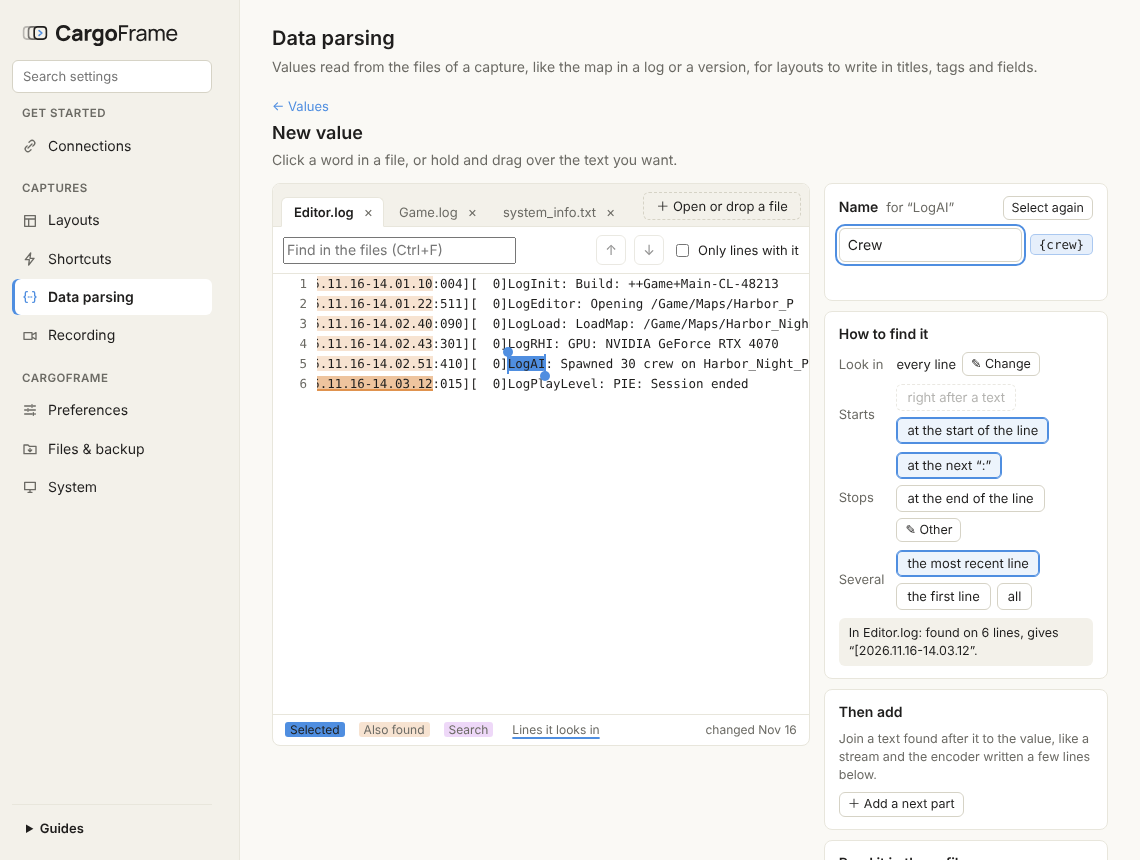 CargoFrame
Search settings
GET STARTED
Connections
CAPTURES
Layouts
Shortcuts
Data parsing
Recording
CARGOFRAME
Preferences
Files & backup
System
Guides
Data parsing
Values read from the files of a capture, like the map in a log or a version, for layouts to write in titles, tags and fields.
← Values
New value
Click a word in a file, or hold and drag over the text you want.
Editor.log × Game.log × system_info.txt × + Open or drop a file
Find in the files (Ctrl+F) ↑ ↓ Only lines with it
1 5.11.16-14.01.10:004][  0]LogInit: Build: ++Game+Main-CL-48213
2 5.11.16-14.01.22:511][  0]LogEditor: Opening /Game/Maps/Harbor_P
3 5.11.16-14.02.40:090][  0]LogLoad: LoadMap: /Game/Maps/Harbor_Nigh
4 5.11.16-14.02.43:301][  0]LogRHI: GPU: NVIDIA GeForce RTX 4070
5 5.11.16-14.02.51:410][  0]LogAI: Spawned 30 crew on Harbor_Night_P
6 5.11.16-14.03.12:015][  0]LogPlayLevel: PIE: Session ended
Selected Also found Search Lines it looks in changed Nov 16
Name for “LogAI” Select again
Crew {crew}
How to find it
Look in every line ✎ Change
right after a text
Starts
at the start of the line
at the next “:”
Stops at the end of the line
✎ Other
the most recent line
Several
the first line all
In Editor.log: found on 6 lines, gives
“[2026.11.16-14.03.12”.
Then add
Join a text found after it to the value, like a
stream and the encoder written a few lines
below.
+ Add a next part